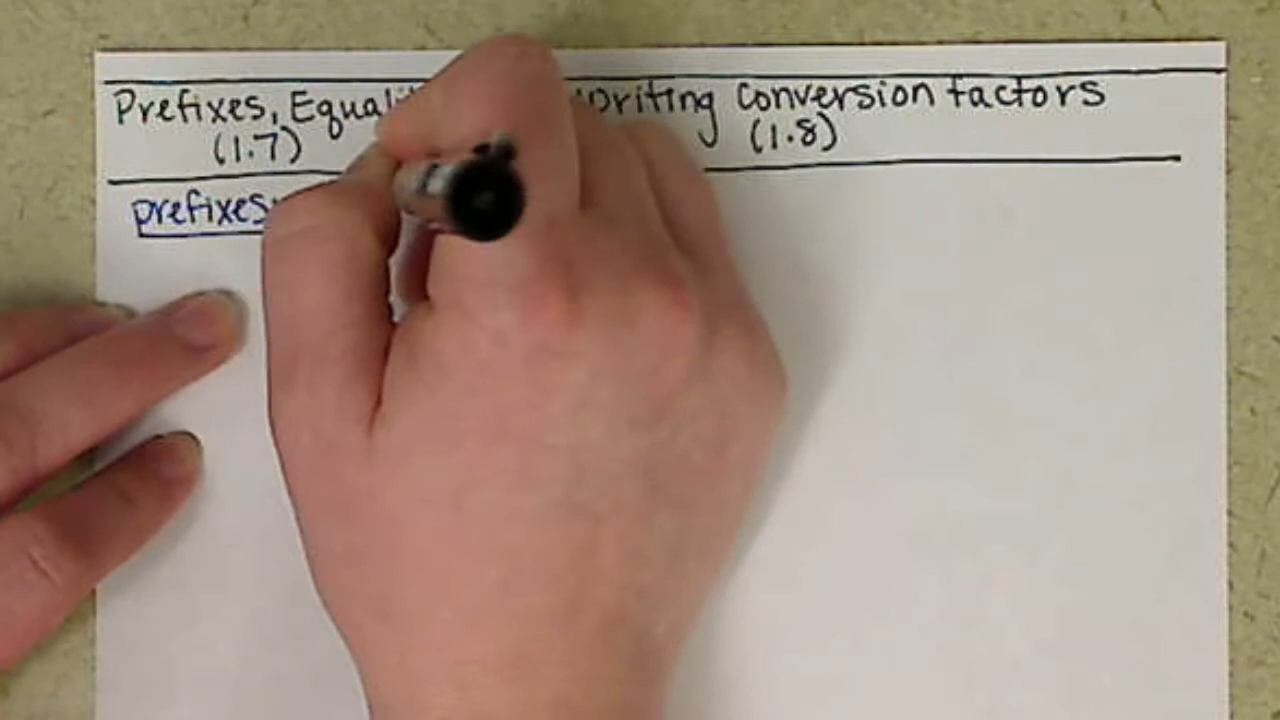 Prefixes, Equali writing conversion factors
(1.7) (1.8)
prefixes